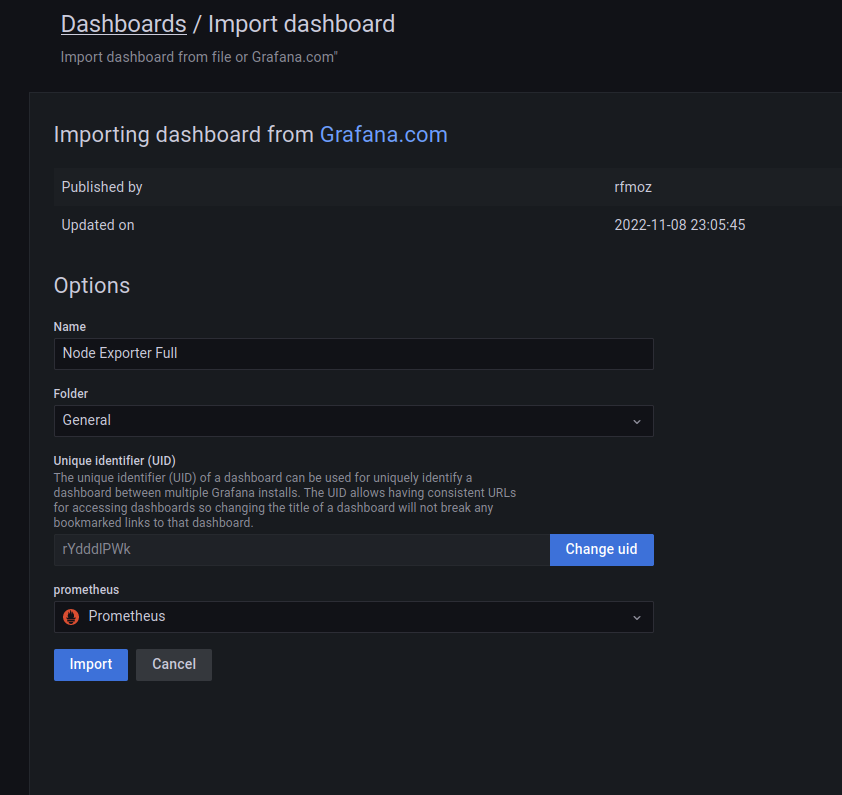 Dashboards / Import dashboard
Import dashboard from file or Grafana.com"
Importing dashboard from Grafana.com
Published by rfmoz
Updated on 2022-11-08 23:05:45
Options
Name
Node Exporter Full
Folder
General
Unique identifier (UID)
The unique identifier (UID) of a dashboard can be used for uniquely identify a
dashboard between multiple Grafana installs. The UID allows having consistent URLs
for accessing dashboards so changing the title of a dashboard will not break any
bookmarked links to that dashboard.
rYdddlPWk Change uid
prometheus
Prometheus
Import Cancel